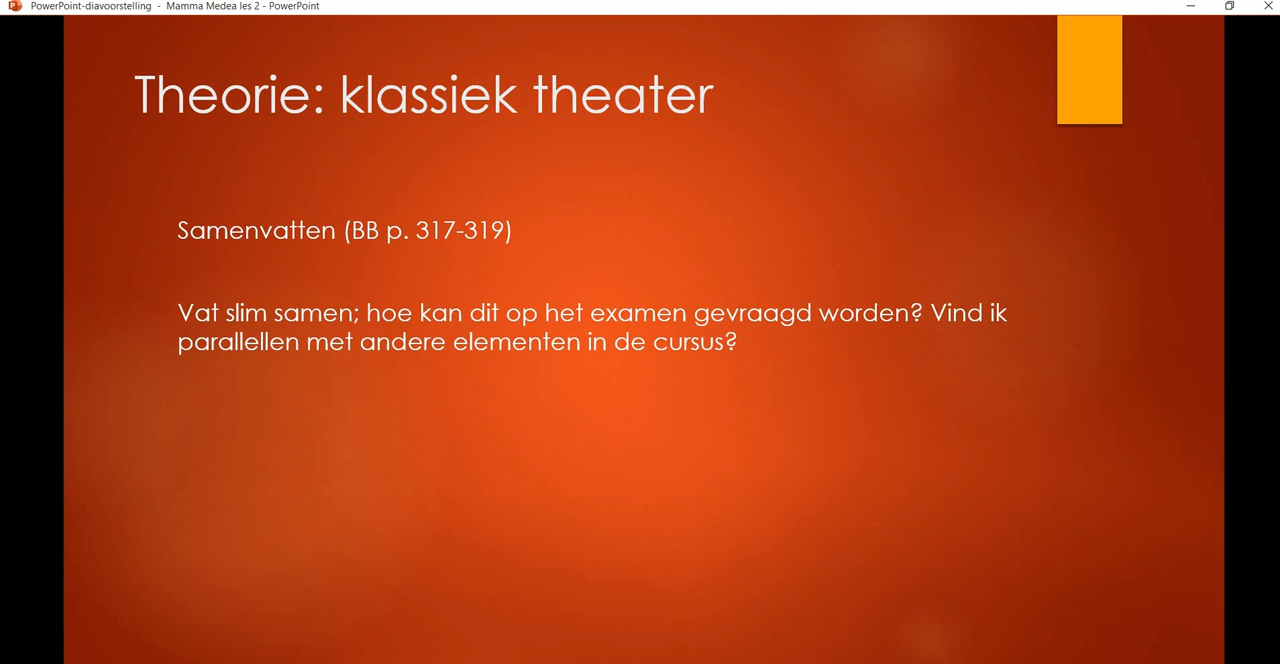 PowerPoint-diavoorstelling - Mamma Medea les 2 - PowerPoint
Theorie: klassiek theater
Samenvatten (BB p. 317-319)
Vat slim samen; hoe kan dit op het examen gevraagd worden? Vind ik
parallellen met andere elementen in de cursus?